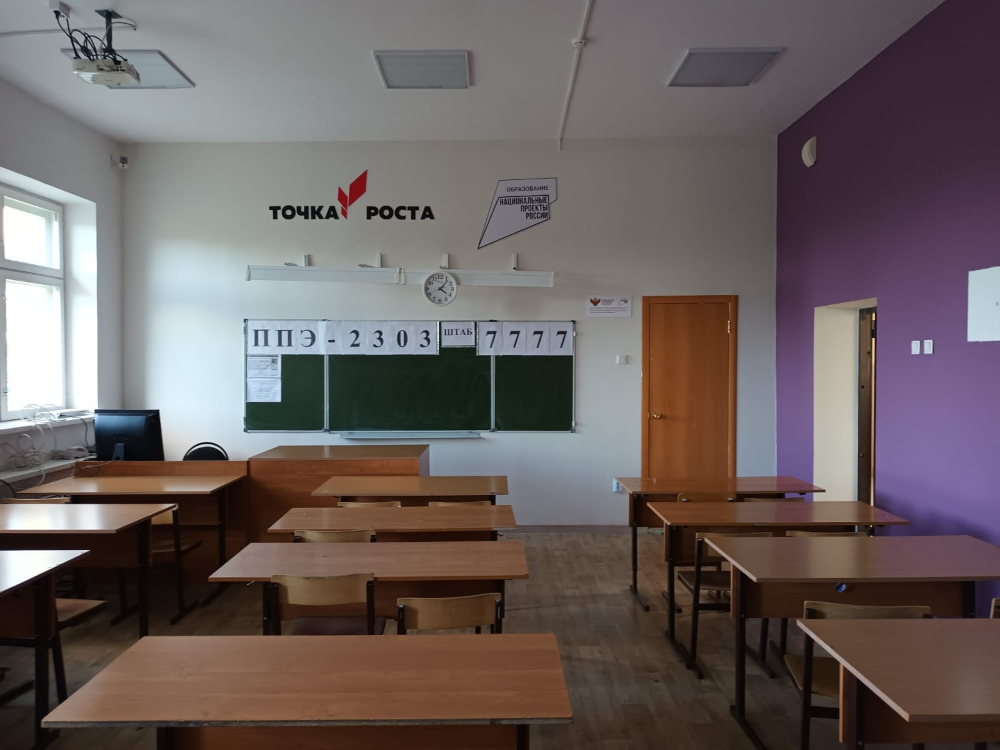 ТОЧКА РОСТА
ОБРАЗОВАНИЕ
НАЦИОНАЛЬНЫЕ
ПРОЕКТЫ
РОССИИ
ППЭ-2303
ШТАБ
7777